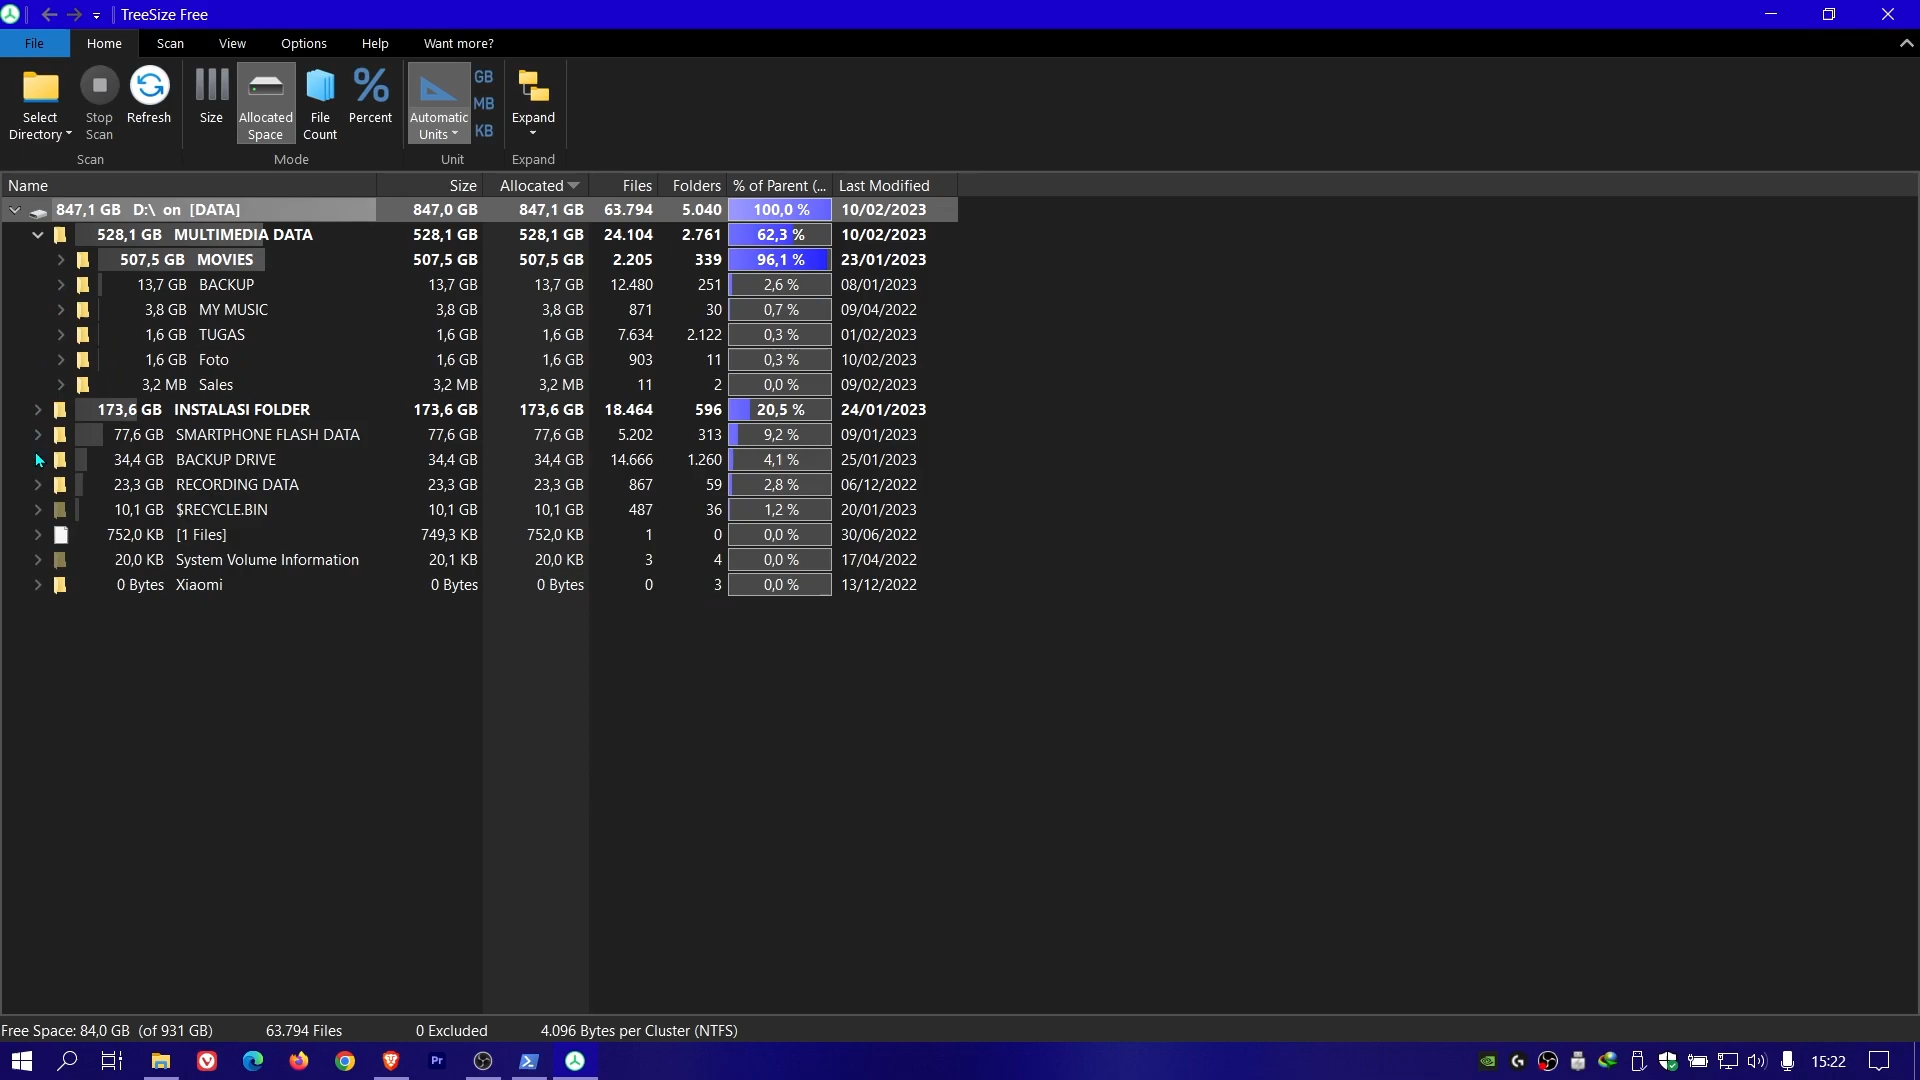 TreeSize Free
File Home Scan View Options Help Want more?
Select Directory Stop Scan Refresh Size Allocated Space File Count Percent Automatic Units GB MB KB Expand
Scan Mode Unit Expand
Name Size Allocated Files Folders % of Parent (... Last Modified
847,1 GB D:\ on [DATA] 847,0 GB 847,1 GB 63.794 5.040 100,0 % 10/02/2023
528,1 GB MULTIMEDIA DATA 528,1 GB 528,1 GB 24.104 2.761 62,3 % 10/02/2023
507,5 GB MOVIES 507,5 GB 507,5 GB 2.205 339 96,1 % 23/01/2023
13,7 GB BACKUP 13,7 GB 13,7 GB 12.480 251 2,6 % 08/01/2023
3,8 GB MY MUSIC 3,8 GB 3,8 GB 871 30 0,7 % 09/04/2022
1,6 GB TUGAS 1,6 GB 1,6 GB 7.634 2.122 0,3 % 01/02/2023
1,6 GB Foto 1,6 GB 1,6 GB 903 11 0,3 % 10/02/2023
3,2 MB Sales 3,2 MB 3,2 MB 11 2 0,0 % 09/02/2023
173,6 GB INSTALASI FOLDER 173,6 GB 173,6 GB 18.464 596 20,5 % 24/01/2023
77,6 GB SMARTPHONE FLASH DATA 77,6 GB 77,6 GB 5.202 313 9,2 % 09/01/2023
34,4 GB BACKUP DRIVE 34,4 GB 34,4 GB 14.666 1.260 4,1 % 25/01/2023
23,3 GB RECORDING DATA 23,3 GB 23,3 GB 867 59 2,8 % 06/12/2022
10,1 GB $RECYCLE.BIN 10,1 GB 10,1 GB 487 36 1,2 % 20/01/2023
752,0 KB [1 Files] 749,3 KB 752,0 KB 1 0 0,0 % 30/06/2022
20,0 KB System Volume Information 20,1 KB 20,0 KB 3 4 0,0 % 17/04/2022
0 Bytes Xiaomi 0 Bytes 0 Bytes 0 3 0,0 % 13/12/2022
Free Space: 84,0 GB (of 931 GB) 63.794 Files 0 Excluded 4.096 Bytes per Cluster (NTFS)
Pr 15:22